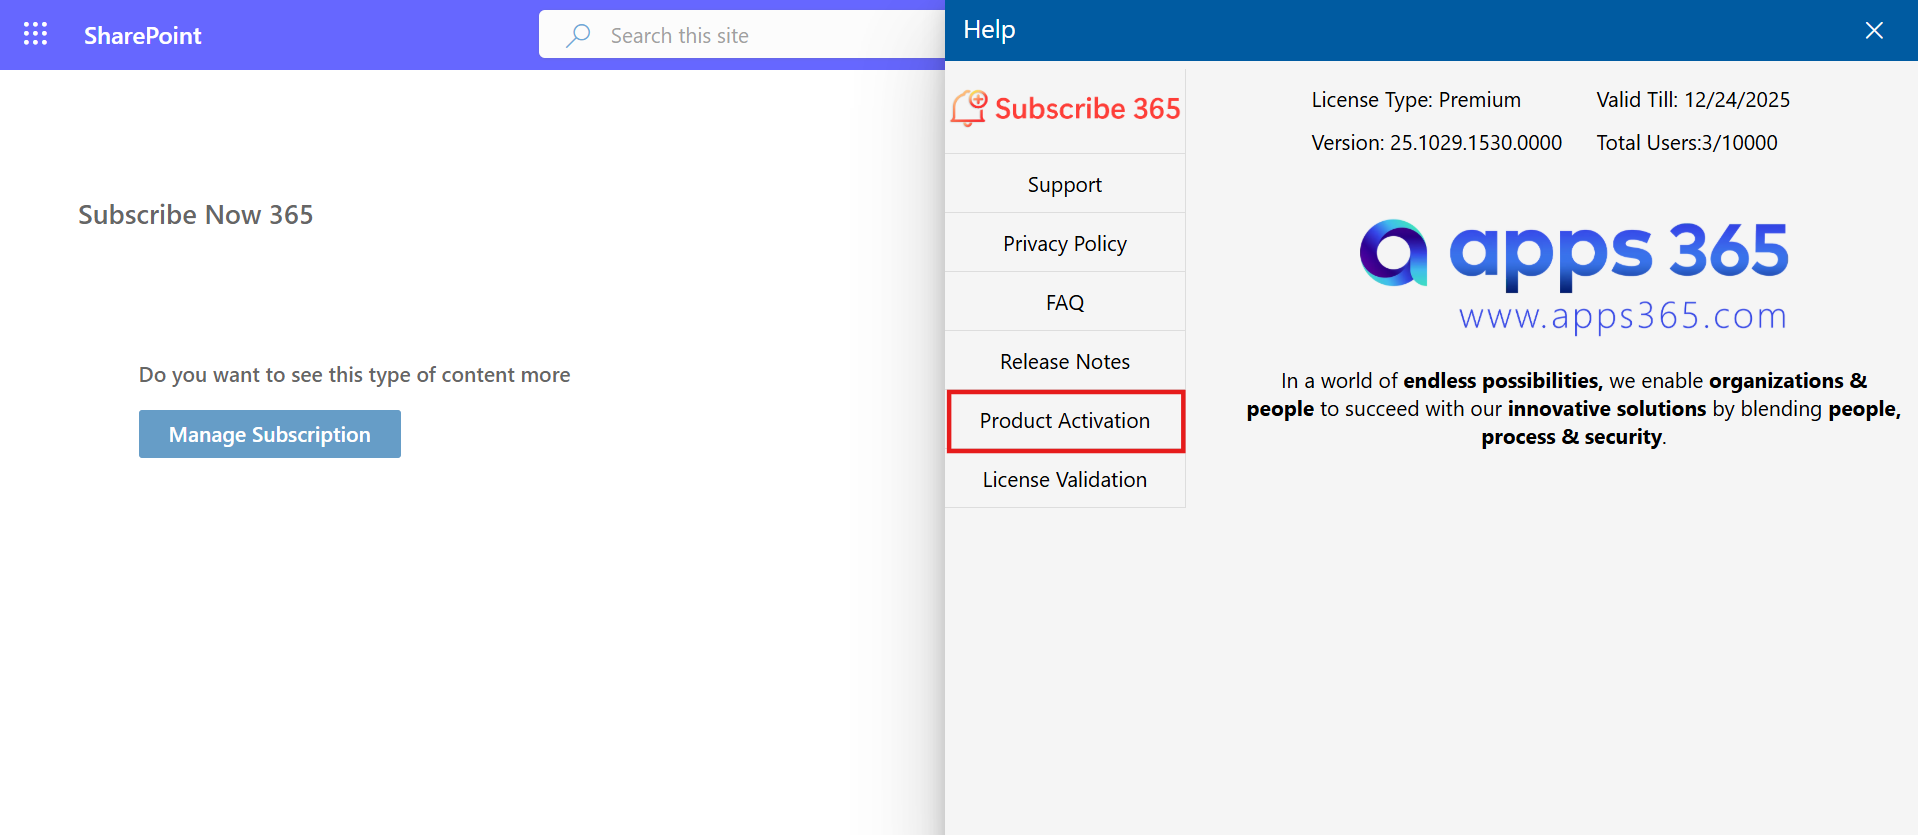 SharePoint
Search this site
Subscribe Now 365
Do you want to see this type of content more
Manage Subscription
Help
Subscribe 365
Support
Privacy Policy
FAQ
Release Notes
Product Activation
License Validation
License Type: Premium
Valid Till: 12/24/2025
Version: 25.1029.1530.0000
Total Users:3/10000
apps 365
www.apps365.com
In a world of endless possibilities, we enable organizations &
people to succeed with our innovative solutions by blending people,
process & security.